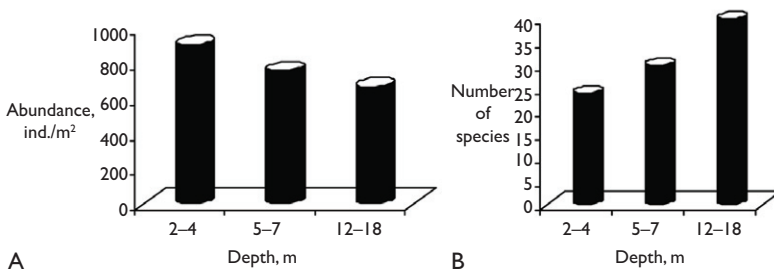 1000
800
600
400
200
0
Abundance,
ind./m²
2–4
5–7
12–18
Depth, m
A
40
35
30
25
20
15
10
5
0
Number
of
species
2–4
5–7
12–18
Depth, m
B